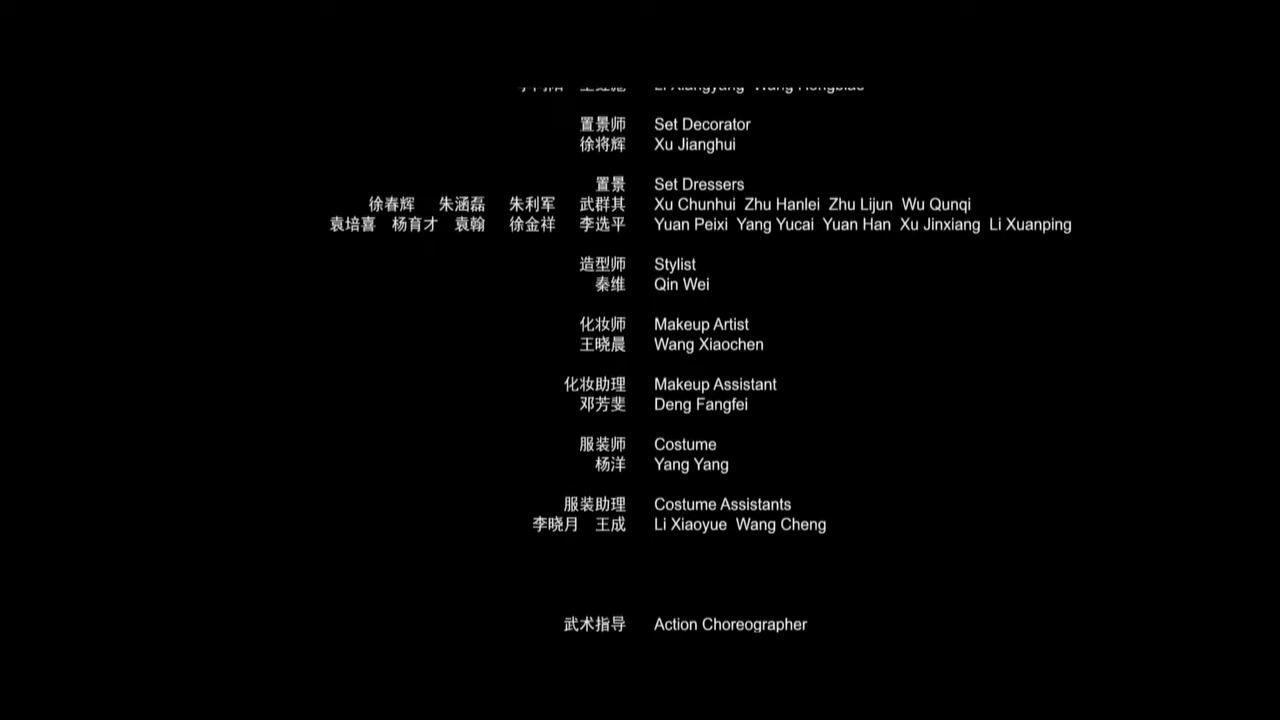 置景师 Set Decorator
徐将辉 Xu Jianghui
置景 Set Dressers
徐春辉 朱涵磊 朱利军 武群其 Xu Chunhui Zhu Hanlei Zhu Lijun Wu Qunqi
袁培喜 杨育才 袁翰 徐金祥 李选平 Yuan Peixi Yang Yucai Yuan Han Xu Jinxiang Li Xuanping
造型师 Stylist
秦维 Qin Wei
化妆师 Makeup Artist
王晓晨 Wang Xiaochen
化妆助理 Makeup Assistant
邓芳斐 Deng Fangfei
服装师 Costume
杨洋 Yang Yang
服装助理 Costume Assistants
李晓月 王成 Li Xiaoyue Wang Cheng
武术指导 Action Choreographer